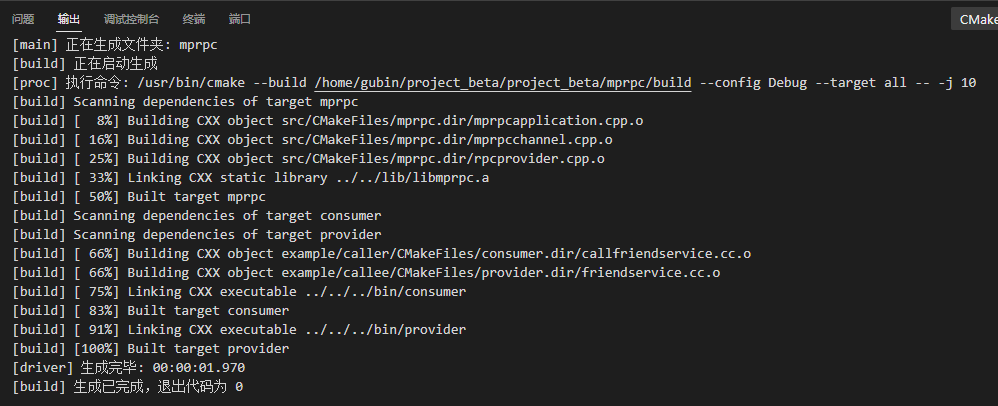 问题 输出 调试控制台 终端 端口 CMake
[main] 正在生成文件夹: mprpc
[build] 正在启动生成
[proc] 执行命令: /usr/bin/cmake --build /home/gubin/project_beta/project_beta/mprpc/build --config Debug --target all -- -j 10
[build] Scanning dependencies of target mprpc
[build] [  8%] Building CXX object src/CMakeFiles/mprpc.dir/mprpcapplication.cpp.o
[build] [ 16%] Building CXX object src/CMakeFiles/mprpc.dir/mprpcchannel.cpp.o
[build] [ 25%] Building CXX object src/CMakeFiles/mprpc.dir/rpcprovider.cpp.o
[build] [ 33%] Linking CXX static library ../../lib/libmprpc.a
[build] [ 50%] Built target mprpc
[build] Scanning dependencies of target consumer
[build] Scanning dependencies of target provider
[build] [ 66%] Building CXX object example/caller/CMakeFiles/consumer.dir/callfriendservice.cc.o
[build] [ 66%] Building CXX object example/callee/CMakeFiles/provider.dir/friendservice.cc.o
[build] [ 75%] Linking CXX executable ../../../bin/consumer
[build] [ 83%] Built target consumer
[build] [ 91%] Linking CXX executable ../../../bin/provider
[build] [100%] Built target provider
[driver] 生成完毕: 00:00:01.970
[build] 生成已完成，退出代码为 0